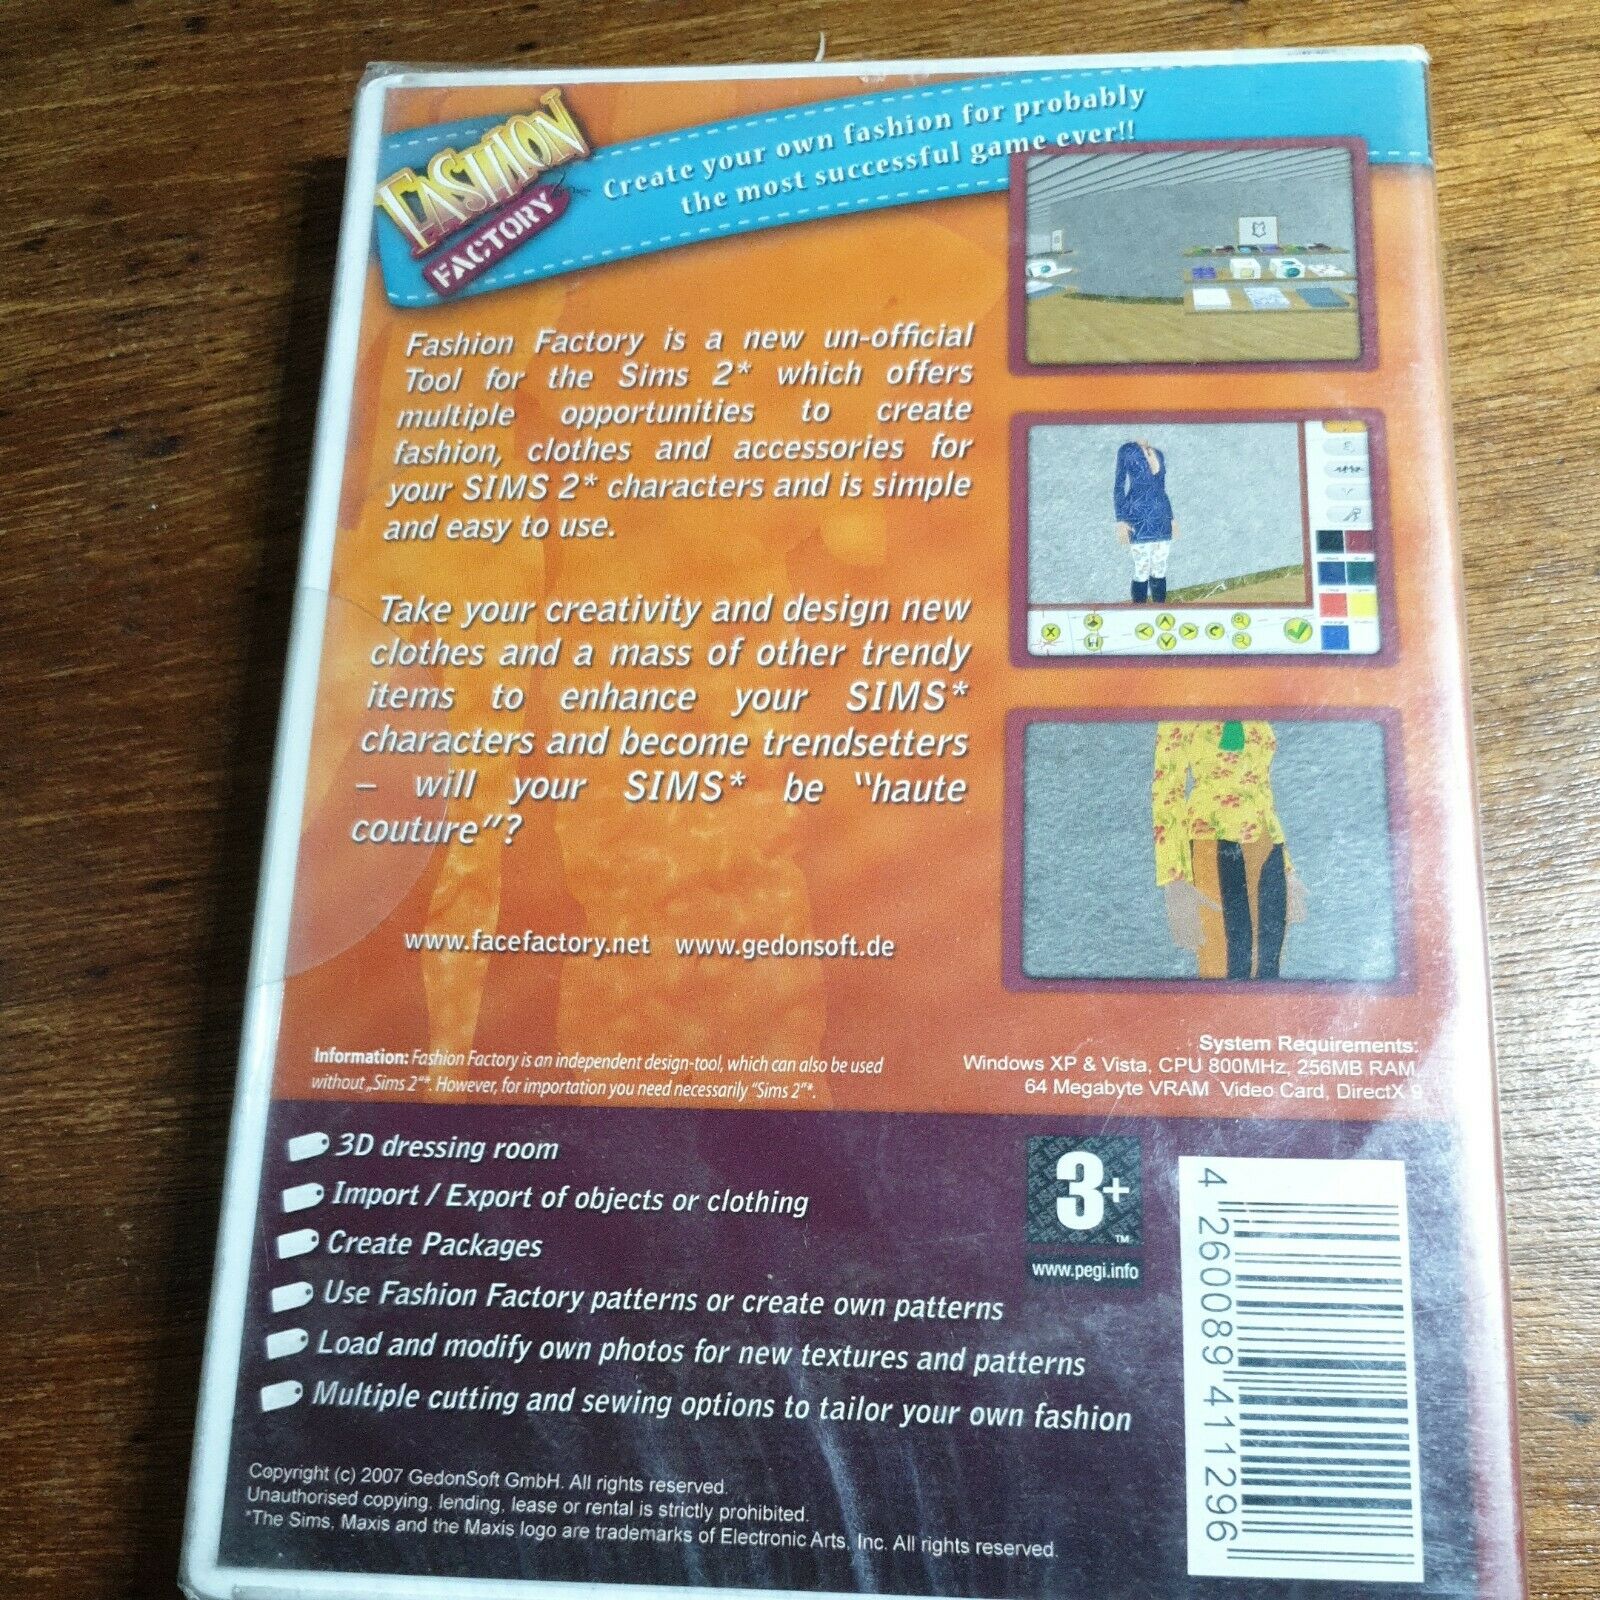 FASHION
FACTORY
Create your own fashion for probably
the most successful game ever!!
Fashion Factory is a new un-official
Tool for the Sims 2* which offers
multiple opportunities to create
fashion, clothes and accessories for
your SIMS 2* characters and is simple
and easy to use.
Take your creativity and design new
clothes and a mass of other trendy
items to enhance your SIMS*
characters and become trendsetters
– will your SIMS* be "haute
couture"?
www.facefactory.net www.gedonsoft.de
Information: Fashion Factory is an independent design-tool, which can also be used
without „Sims 2"*. However, for importation you need necessarily "Sims 2"*.
System Requirements:
Windows XP & Vista, CPU 800MHz, 256MB RAM,
64 Megabyte VRAM Video Card, DirectX 9
3D dressing room
Import / Export of objects or clothing
Create Packages
Use Fashion Factory patterns or create own patterns
Load and modify own photos for new textures and patterns
Multiple cutting and sewing options to tailor your own fashion
3+
TM
www.pegi.info
4 260089 411296
Copyright (c) 2007 GedonSoft GmbH. All rights reserved.
Unauthorised copying, lending, lease or rental is strictly prohibited.
*The Sims, Maxis and the Maxis logo are trademarks of Electronic Arts, Inc. All rights reserved.